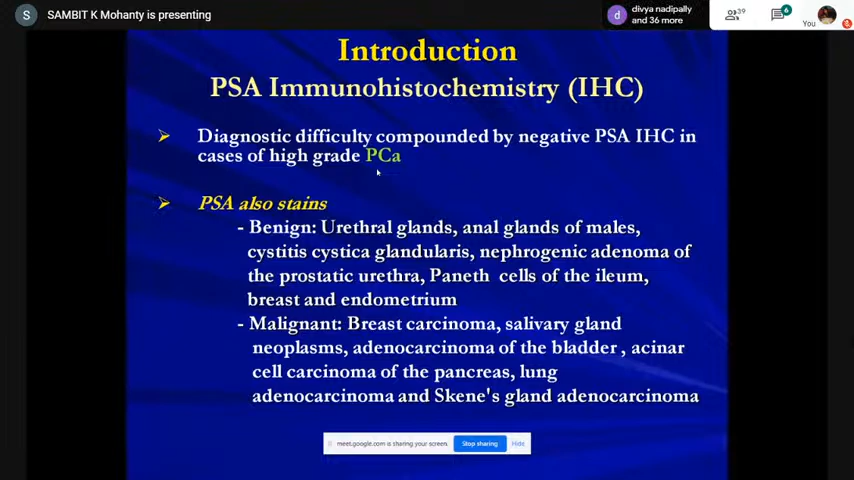 S SAMBIT K Mohanty is presenting
d divya nadipally
and 36 more
39
6
You
Introduction
PSA Immunohistochemistry (IHC)
Diagnostic difficulty compounded by negative PSA IHC in
cases of high grade PCa
PSA also stains
- Benign: Urethral glands, anal glands of males,
cystitis cystica glandularis, nephrogenic adenoma of
the prostatic urethra, Paneth cells of the ileum,
breast and endometrium
- Malignant: Breast carcinoma, salivary gland
neoplasms, adenocarcinoma of the bladder , acinar
cell carcinoma of the pancreas, lung
adenocarcinoma and Skene's gland adenocarcinoma
meet.google.com is sharing your screen. Stop sharing Hide